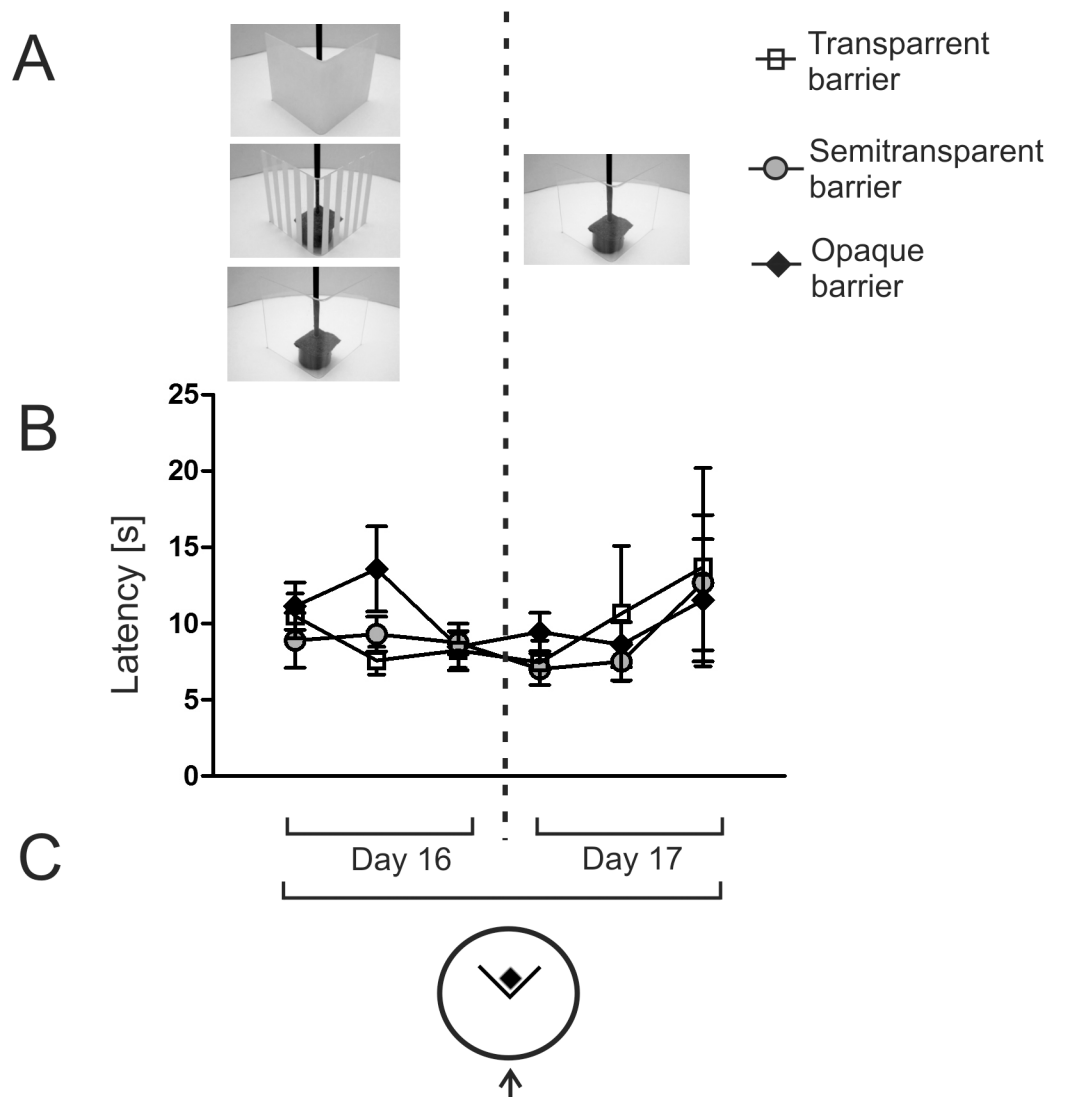 A
Transparrent
barrier
Semitransparent
barrier
Opaque
barrier
B
Latency [s]
25
20
15
10
5
0
C
Day 16
Day 17